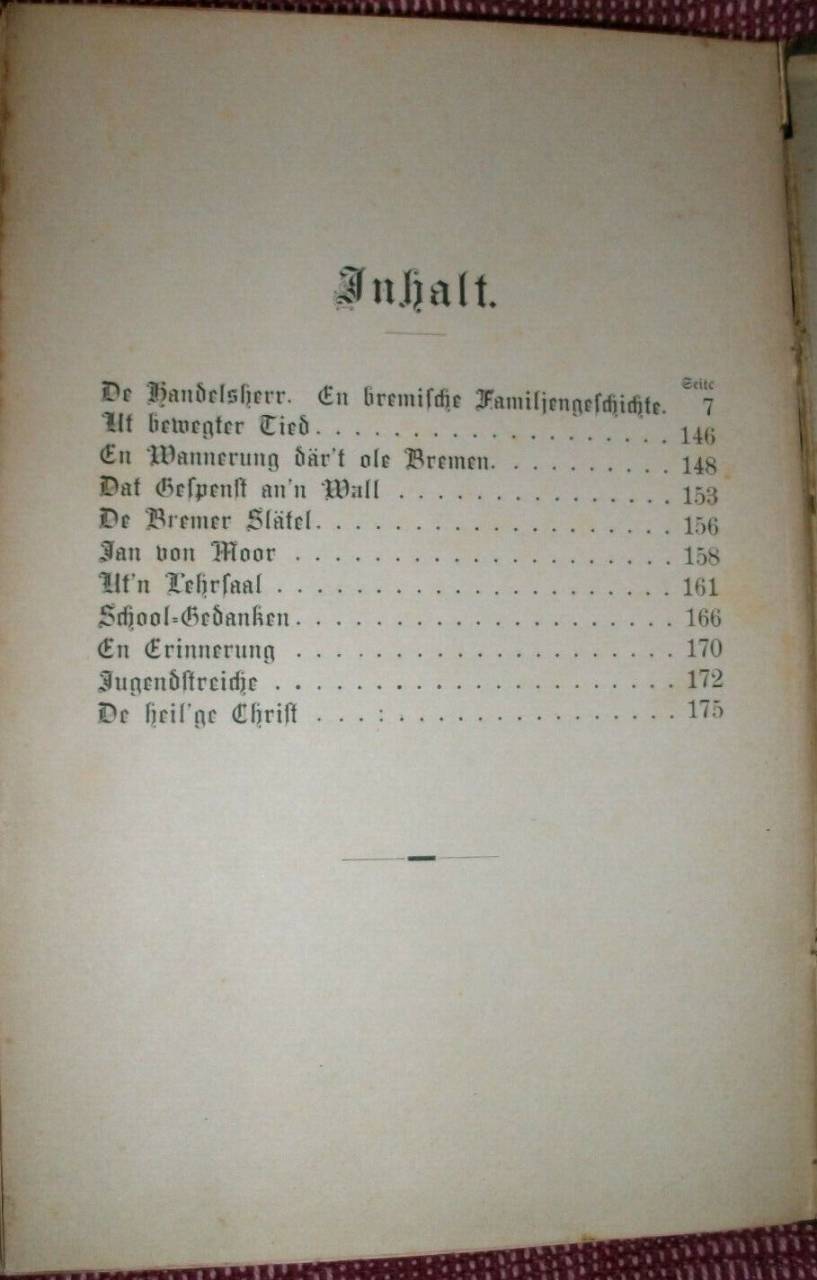 Inhalt.
Seite
De Handelsherr. En bremische Familjengeschichte. 7
Ut bewegter Tied. . . . . . . . . . . . . . . . . . . 146
En Wannerung där't ole Bremen. . . . . . . . . . 148
Dat Gespenst an'n Wall . . . . . . . . . . . . . . . 153
De Bremer Slätel. . . . . . . . . . . . . . . . . . . 156
Jan von Moor . . . . . . . . . . . . . . . . . . . . 158
Ut'n Lehrsaal . . . . . . . . . . . . . . . . . . . . . 161
School-Gedanken. . . . . . . . . . . . . . . . . . . . 166
En Erinnerung . . . . . . . . . . . . . . . . . . . . 170
Jugendstreiche . . . . . . . . . . . . . . . . . . . . . 172
De heil'ge Christ . . . : . . . . . . . . . . . . . . . 175